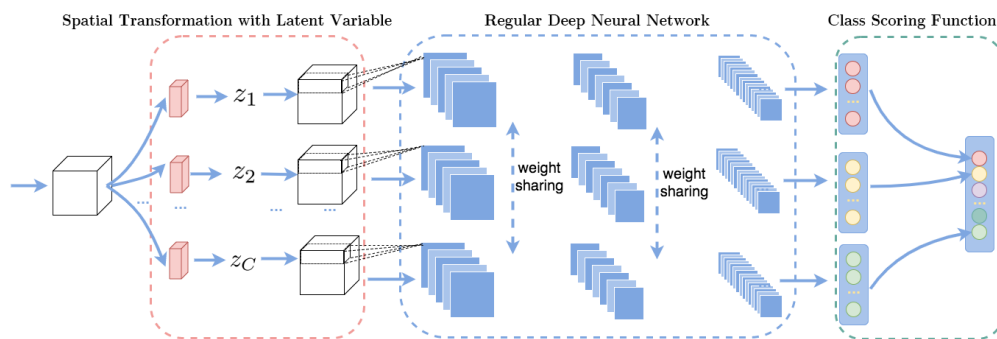 Spatial Transformation with Latent Variable
Regular Deep Neural Network
Class Scoring Function
z1
z2
... ...
... ...
zC
weight
sharing
weight
sharing
...
...
...
...